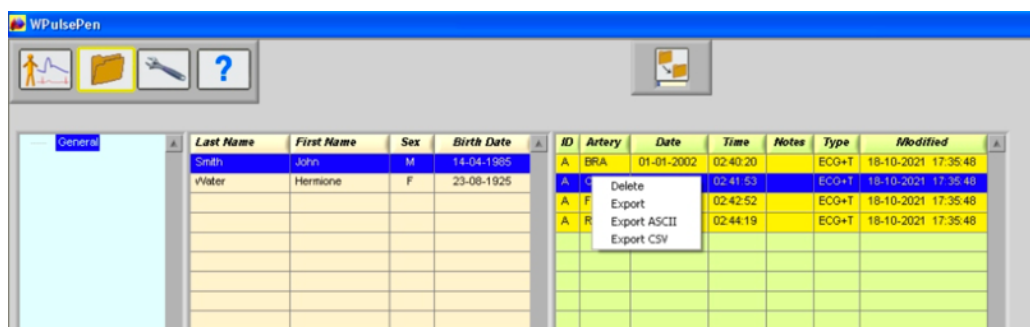 WPulsePen
?
General
Last Name First Name Sex Birth Date
Smith John M 14-04-1985
Water Hermione F 23-08-1925
ID Artery Date Time Notes Type Modified
A BRA 01-01-2002 02:40:20 ECG+T 18-10-2021 17:35:48
A C 02:41:53 ECG+T 18-10-2021 17:35:48
A F 02:42:52 ECG+T 18-10-2021 17:35:48
A R 02:44:19 ECG+T 18-10-2021 17:35:48
Delete
Export
Export ASCII
Export CSV